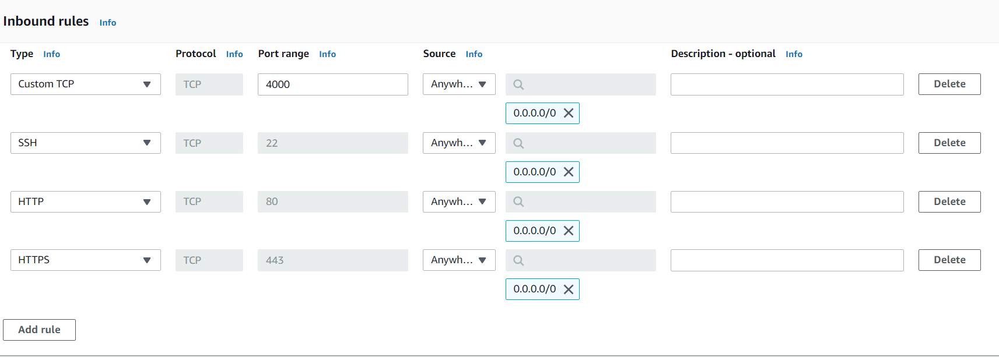 Inbound rules Info
Type Info Protocol Info Port range Info Source Info Description - optional Info
Custom TCP TCP 4000 Anywh... Delete
0.0.0.0/0
SSH TCP 22 Anywh... Delete
0.0.0.0/0
HTTP TCP 80 Anywh... Delete
0.0.0.0/0
HTTPS TCP 443 Anywh... Delete
0.0.0.0/0
Add rule